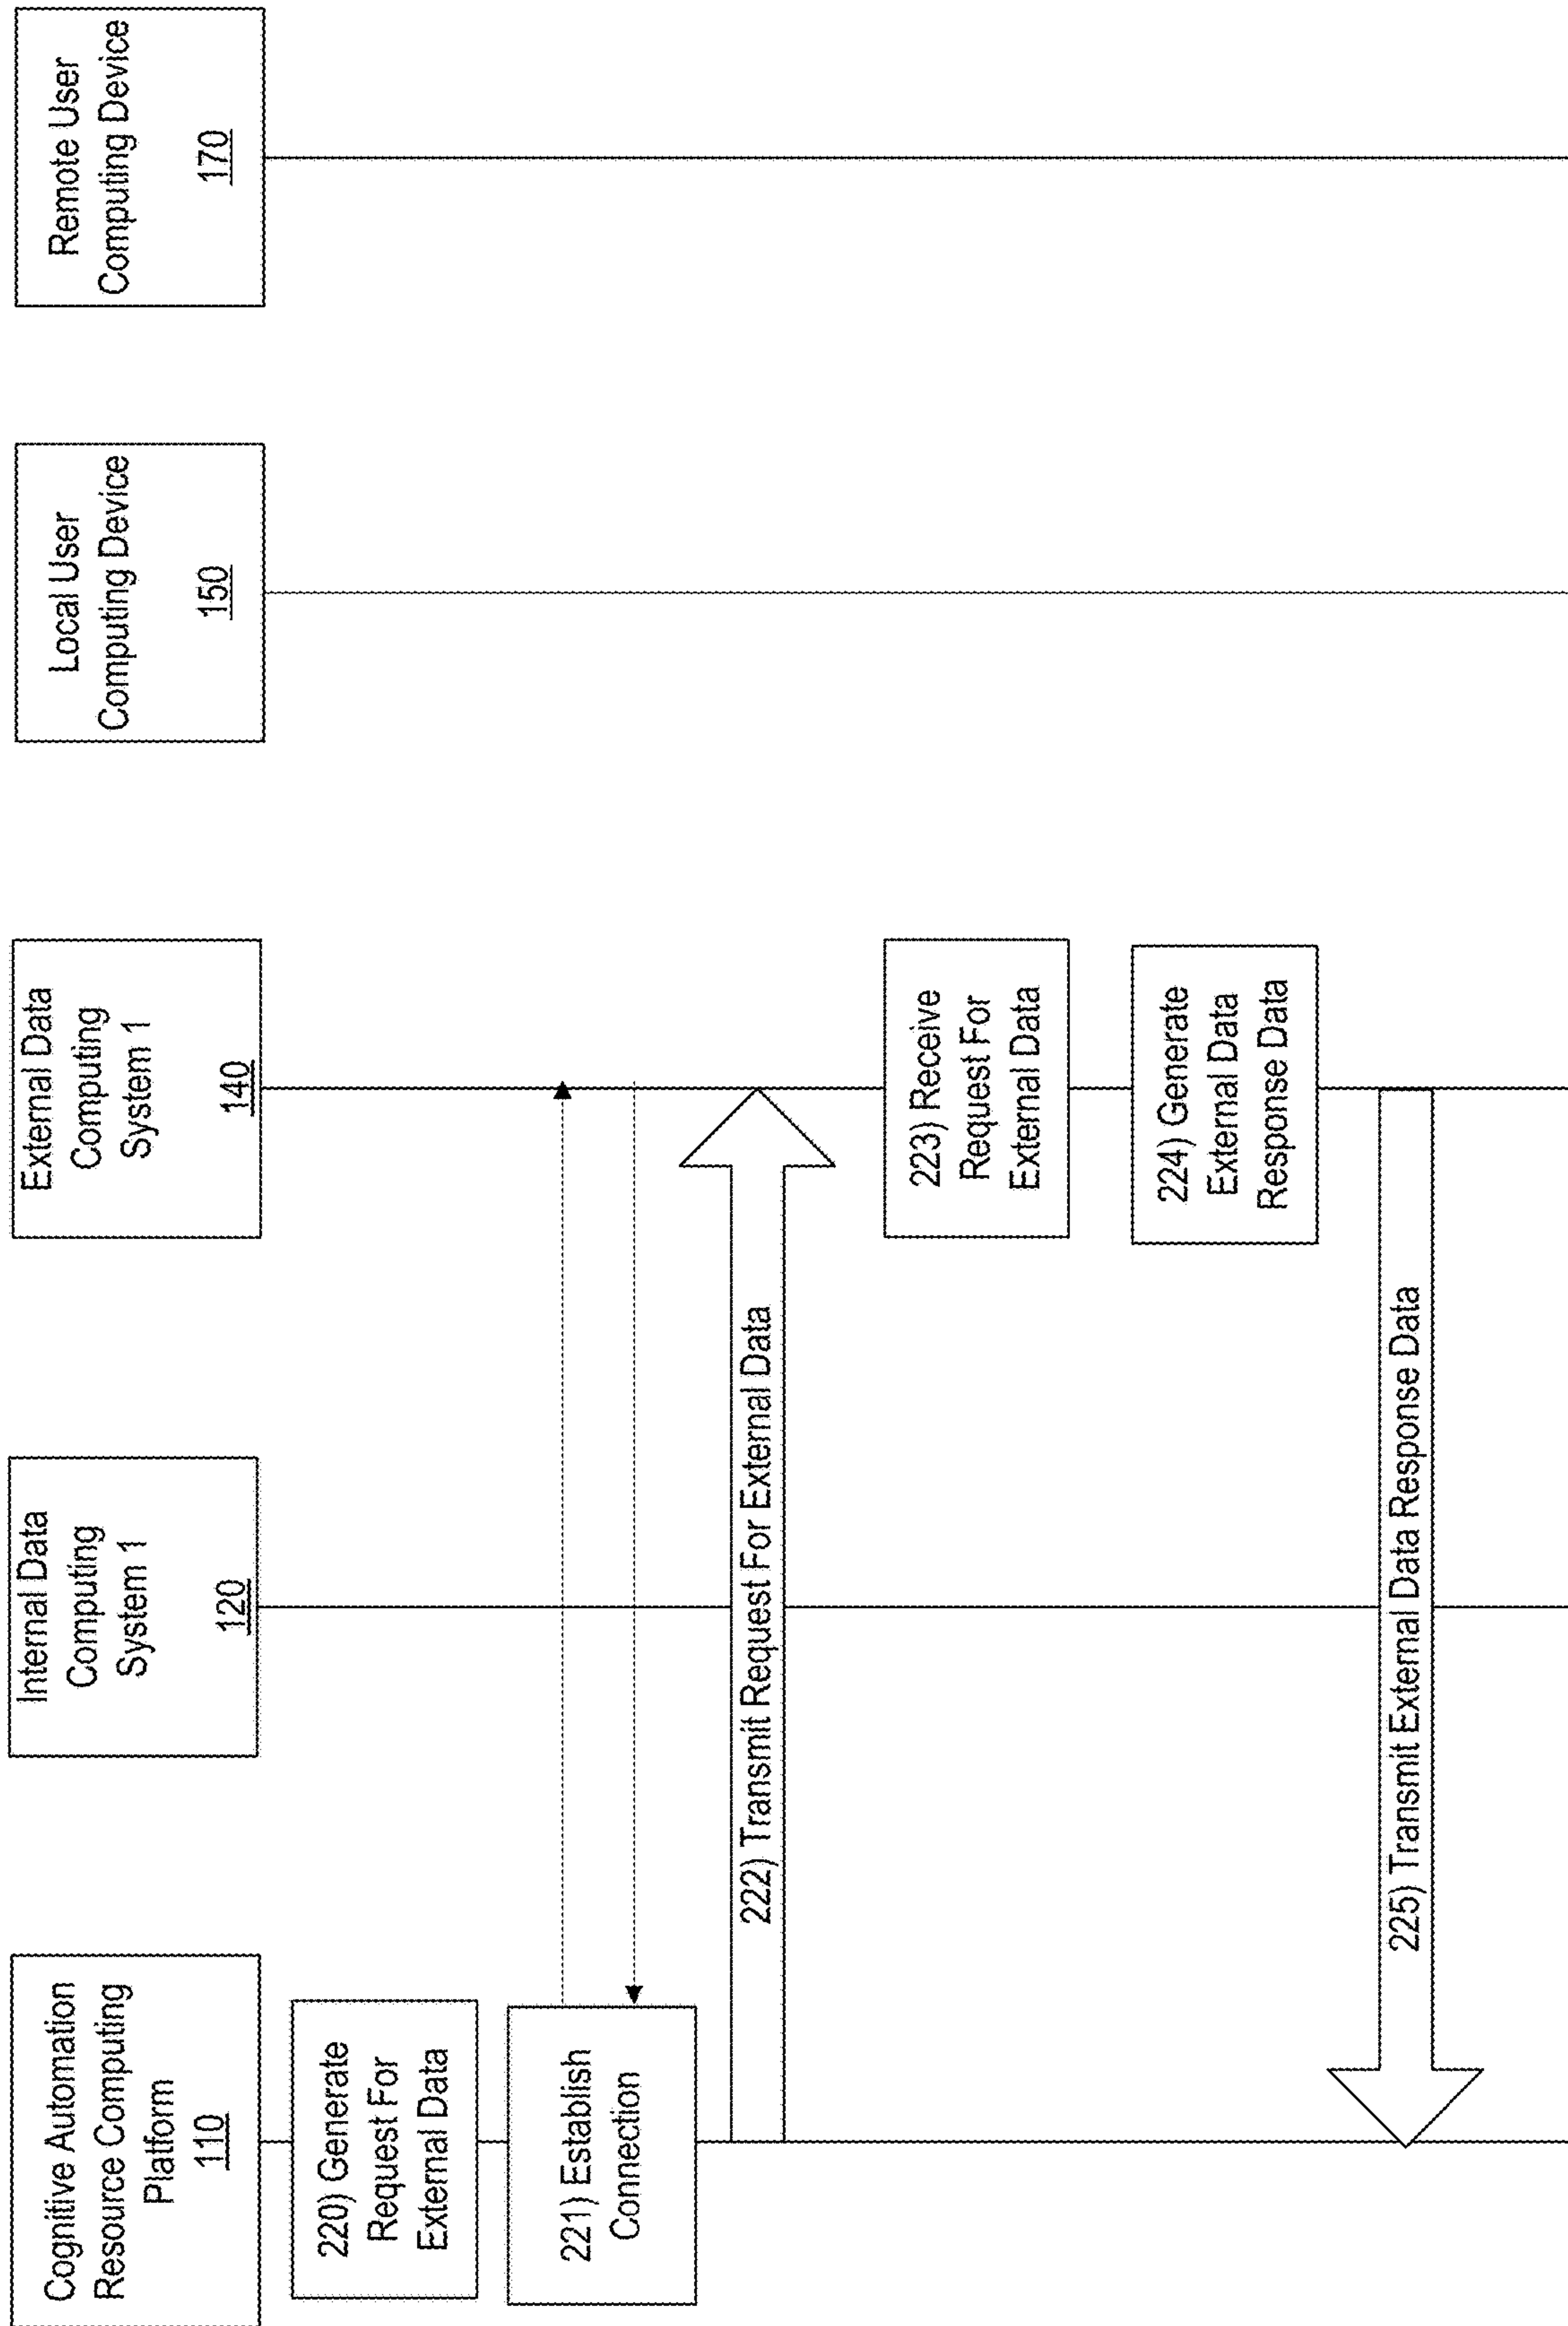 Cognitive Automation
Resource Computing
Platform
110
Internal Data
Computing
System 1
120
External Data
Computing
System 1
140
Local User
Computing Device
150
Remote User
Computing Device
170
220) Generate
Request For
External Data
221) Establish
Connection
222) Transmit Request For External Data
223) Receive
Request For
External Data
224) Generate
External Data
Response Data
225) Transmit External Data Response Data